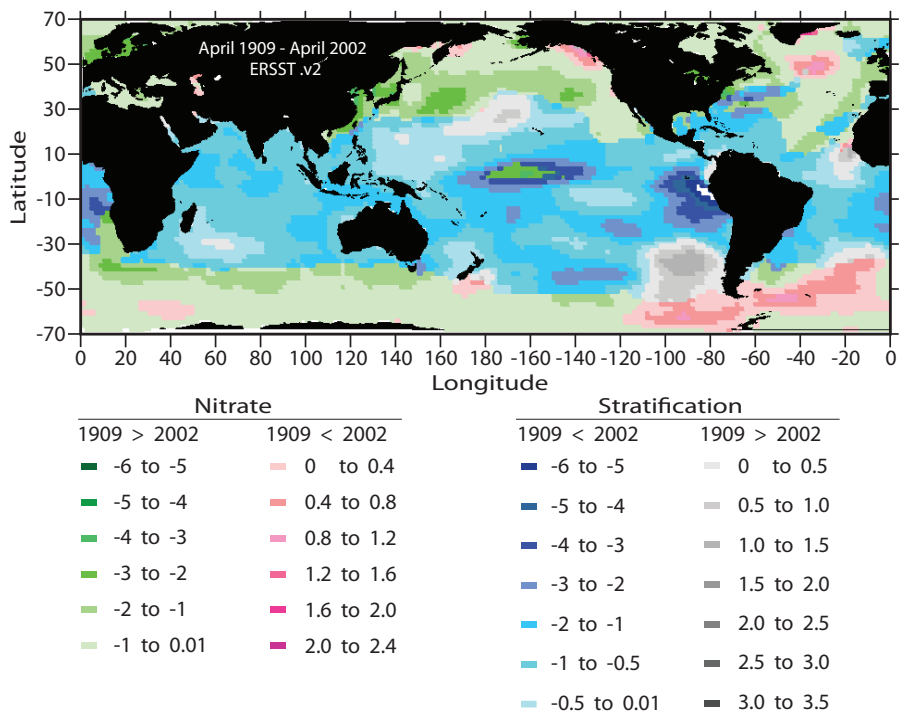 April 1909 - April 2002
ERSST .v2
70
50
30
10
-10
-30
-50
-70
Latitude
0 20 40 60 80 100 120 140 160 180 -160 -140 -120 -100 -80 -60 -40 -20 0
Longitude
Nitrate
1909 > 2002 1909 < 2002
-6 to -5 0 to 0.4
-5 to -4 0.4 to 0.8
-4 to -3 0.8 to 1.2
-3 to -2 1.2 to 1.6
-2 to -1 1.6 to 2.0
-1 to 0.01 2.0 to 2.4
Stratification
1909 < 2002 1909 > 2002
-6 to -5 0 to 0.5
-5 to -4 0.5 to 1.0
-4 to -3 1.0 to 1.5
-3 to -2 1.5 to 2.0
-2 to -1 2.0 to 2.5
-1 to -0.5 2.5 to 3.0
-0.5 to 0.01 3.0 to 3.5